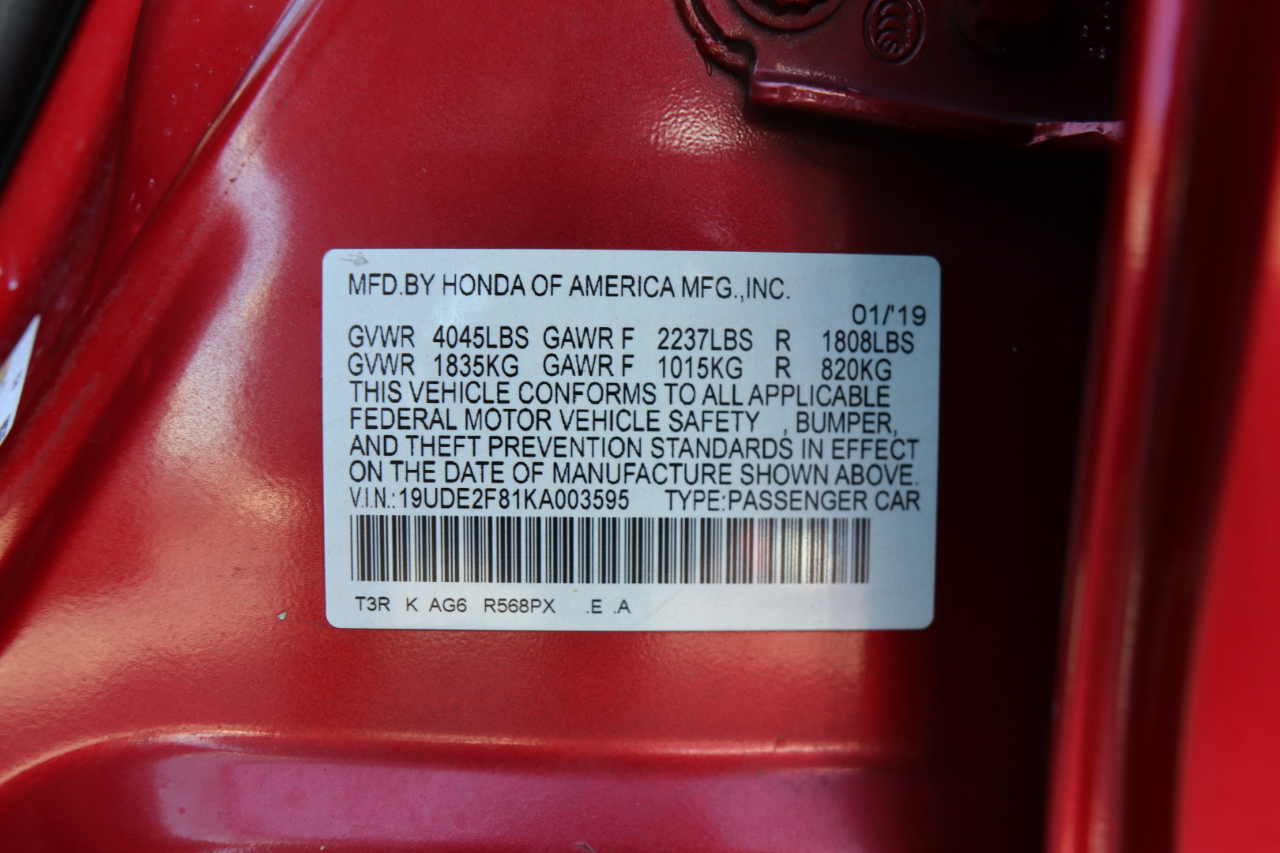 MFD.BY HONDA OF AMERICA MFG.,INC.
01/'19
GVWR 4045LBS GAWR F 2237LBS R 1808LBS
GVWR 1835KG GAWR F 1015KG R 820KG
THIS VEHICLE CONFORMS TO ALL APPLICABLE
FEDERAL MOTOR VEHICLE SAFETY , BUMPER,
AND THEFT PREVENTION STANDARDS IN EFFECT
ON THE DATE OF MANUFACTURE SHOWN ABOVE.
V.I.N.:19UDE2F81KA003595 TYPE:PASSENGER CAR
T3R K AG6 R568PX .E .A